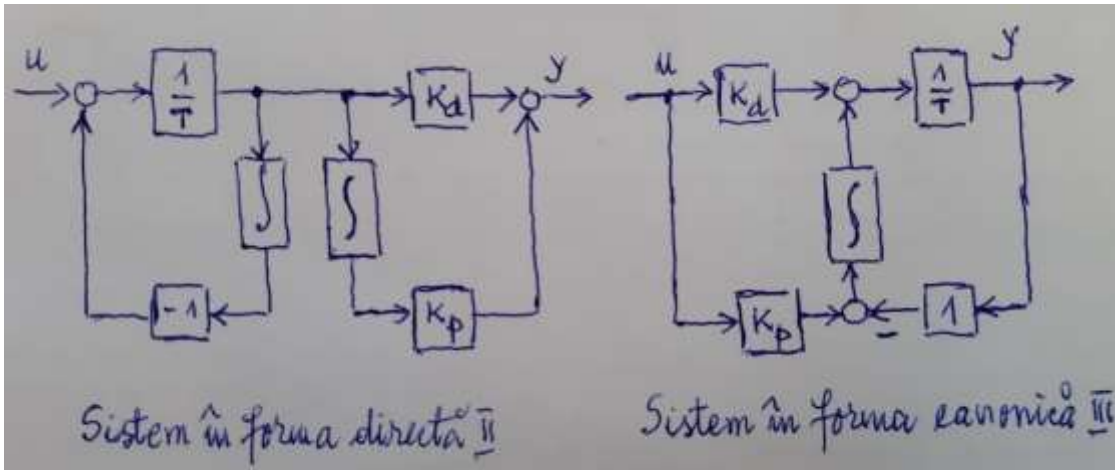 u
1/T
∫
∫
-1
Kd
Kp
y
Sistem în forma directă II
u
Kd
Kp
∫
1/T
1
-
y
Sistem în forma canonică III